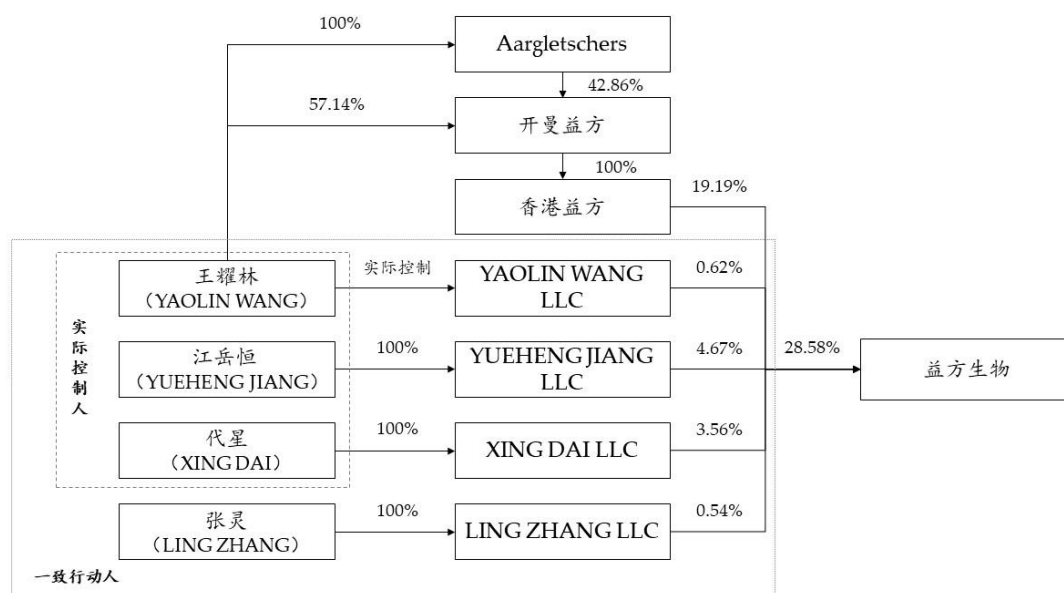 100%
Aargletschers
42.86%
57.14%
开曼益方
100%
19.19%
香港益方
王耀林
（YAOLIN WANG）
实际控制
YAOLIN WANG
LLC
0.62%
实际控制人
江岳恒
（YUEHENG JIANG）
100%
YUEHENG JIANG
LLC
4.67%
28.58%
益方生物
代星
（XING DAI）
100%
XING DAI LLC
3.56%
张灵
（LING ZHANG）
100%
LING ZHANG LLC
0.54%
一致行动人